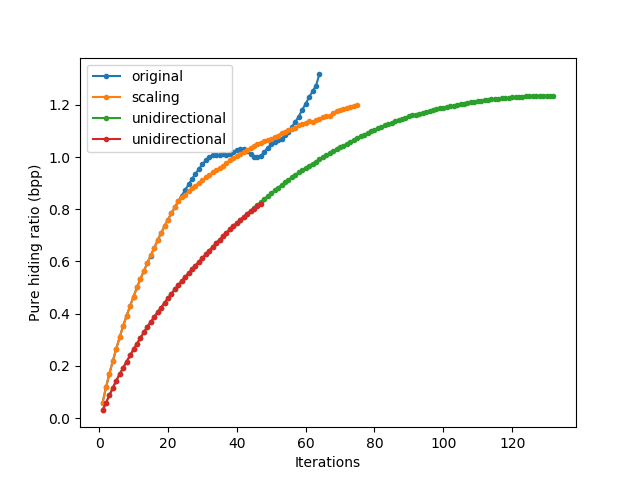 original
scaling
unidirectional
unidirectional
1.2
1.0
0.8
0.6
0.4
0.2
0.0
Pure hiding ratio (bpp)
0 20 40 60 80 100 120
Iterations